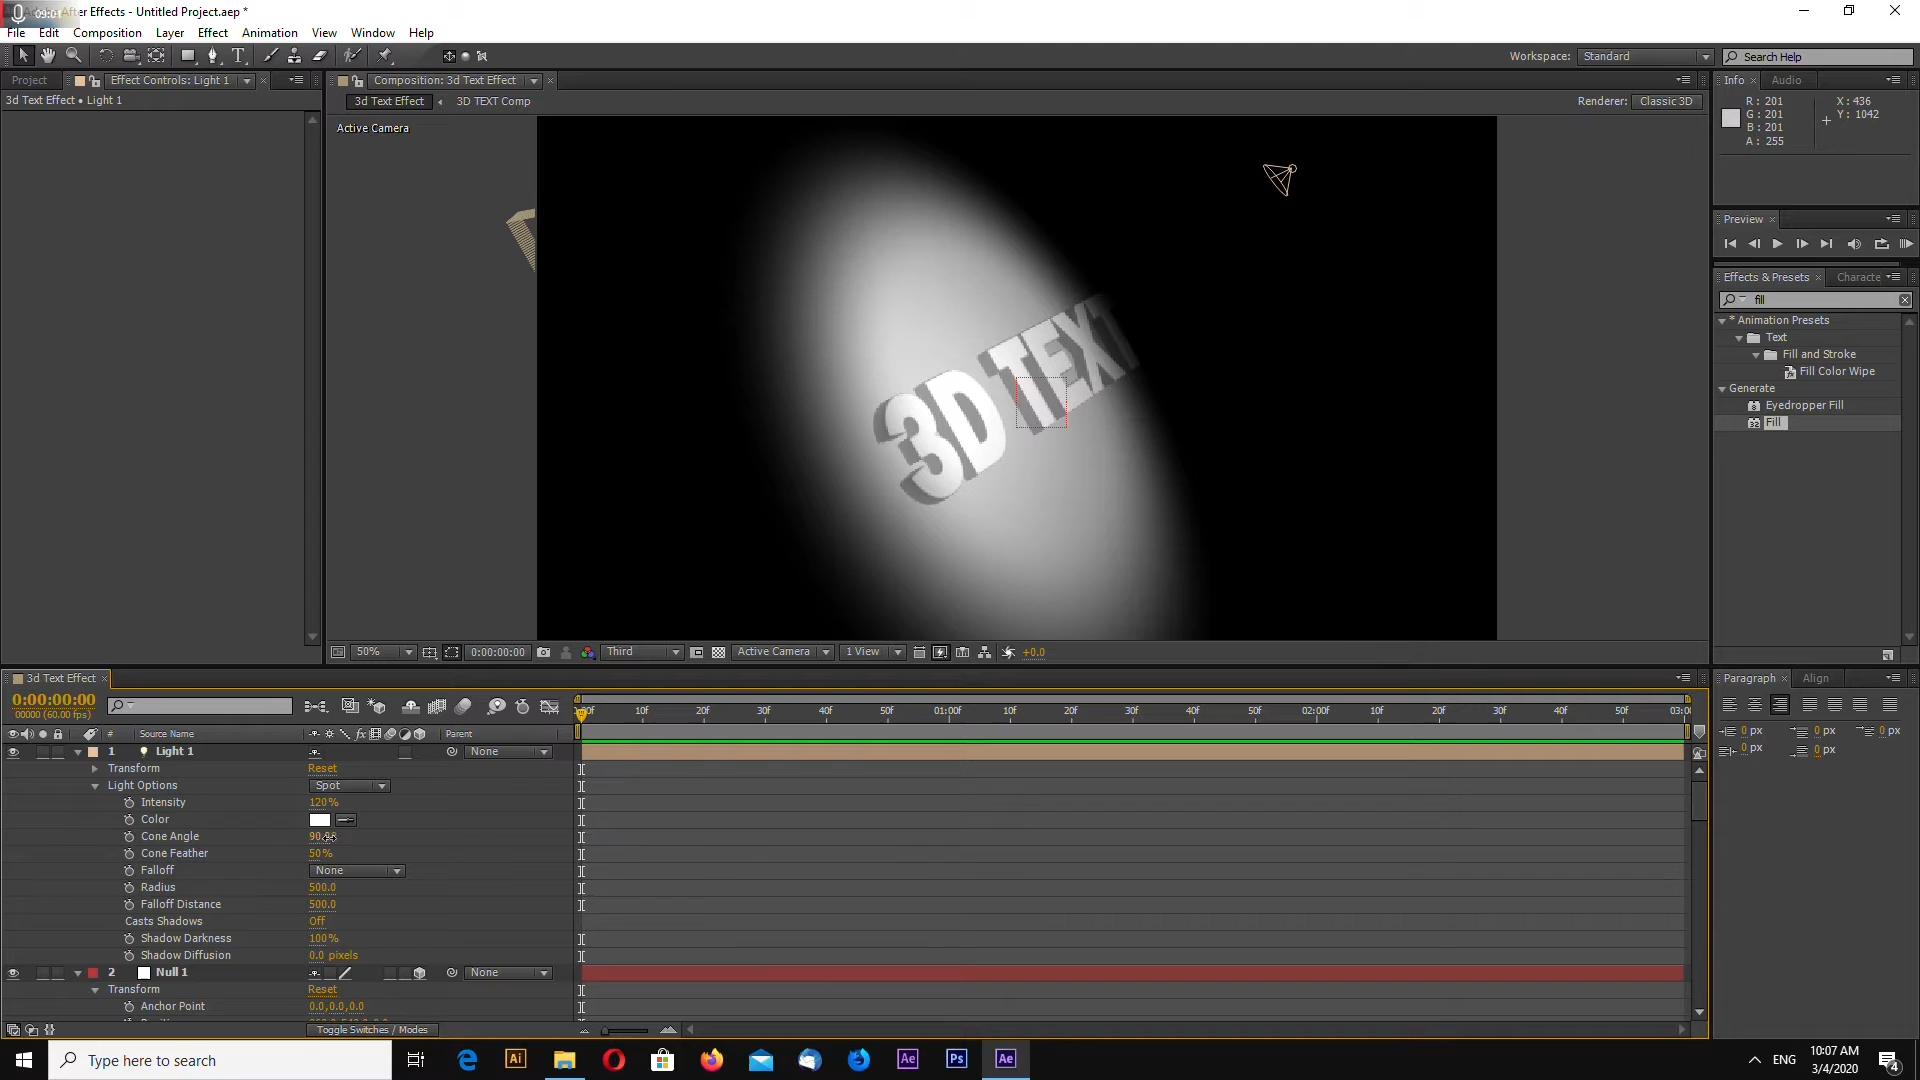 09:01
After Effects - Untitled Project.aep *
File Edit Composition Layer Effect Animation View Window Help
Workspace: Standard
Search Help
Project
Effect Controls: Light 1
Composition: 3d Text Effect
Info
Audio
3d Text Effect • Light 1
3d Text Effect
3D TEXT Comp
Renderer: Classic 3D
R: 201
G: 201
B: 201
A: 255
X: 436
Y: 1042
Active Camera
3D TEXT
Preview
Effects & Presets
Characte
fill
* Animation Presets
Text
Fill and Stroke
Fill Color Wipe
Generate
Eyedropper Fill
Fill
50%
0:00:00:00
Third
Active Camera
1 View
+0.0
3d Text Effect
Paragraph
Align
0:00:00:00
00000 (60.00 fps)
10f 20f 30f 40f 50f 01:00f 10f 20f 30f 40f 50f 02:00f 10f 20f 30f 40f 50f 03:0
# Source Name
Parent
0 px 0 px 0 px
0 px 0 px
1 Light 1 None
Transform Reset
Light Options Spot
Intensity 120%
Color
Cone Angle
Cone Feather 50%
Falloff None
Radius 500.0
Falloff Distance 500.0
Casts Shadows Off
Shadow Darkness 100%
Shadow Diffusion 0.0 pixels
2 Null 1 None
Transform Reset
Anchor Point 0.0,0.0,0.0
Toggle Switches / Modes
Type here to search
Ai
Ae
Ps
Ae
ENG
10:07 AM
3/4/2020
4